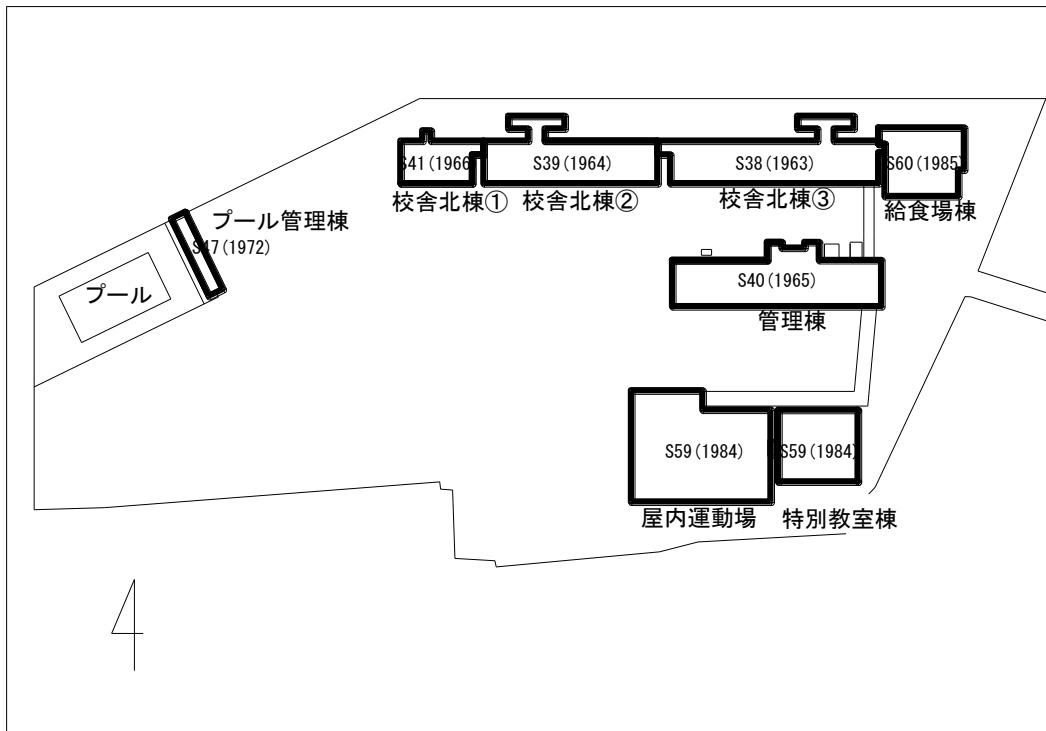 S41(1966
S39(1964)
S38(1963)
S60(1985)
校舎北棟①
校舎北棟②
校舎北棟③
給食場棟
プール管理棟
S47(1972)
プール
S40(1965)
管理棟
S59(1984)
S59(1984)
屋内運動場
特別教室棟